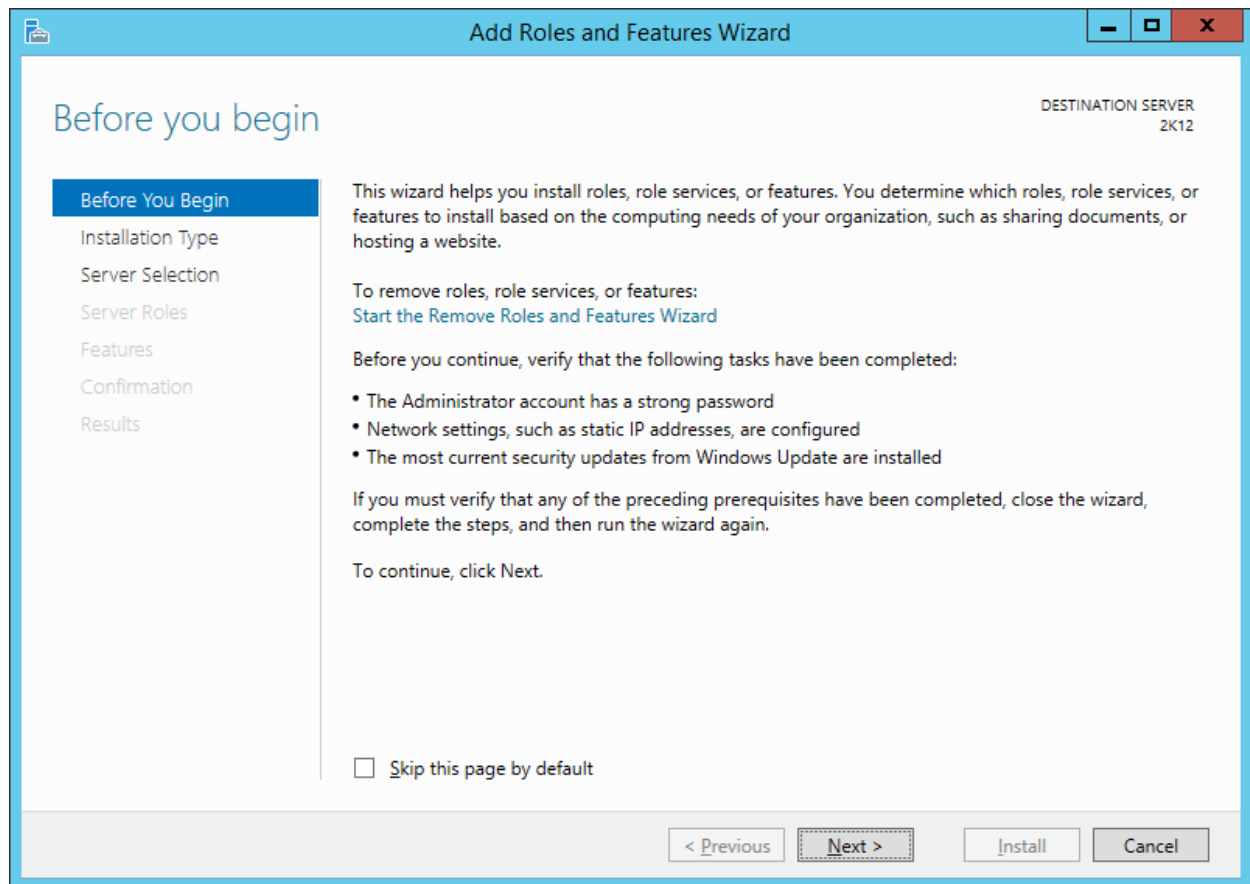 Add Roles and Features Wizard
X
Before you begin
DESTINATION SERVER
2K12
Before You Begin
Installation Type
Server Selection
Server Roles
Features
Confirmation
Results
This wizard helps you install roles, role services, or features. You determine which roles, role services, or
features to install based on the computing needs of your organization, such as sharing documents, or
hosting a website.
To remove roles, role services, or features:
Start the Remove Roles and Features Wizard
Before you continue, verify that the following tasks have been completed:
• The Administrator account has a strong password
• Network settings, such as static IP addresses, are configured
• The most current security updates from Windows Update are installed
If you must verify that any of the preceding prerequisites have been completed, close the wizard,
complete the steps, and then run the wizard again.
To continue, click Next.
Skip this page by default
< Previous
Next >
Install
Cancel